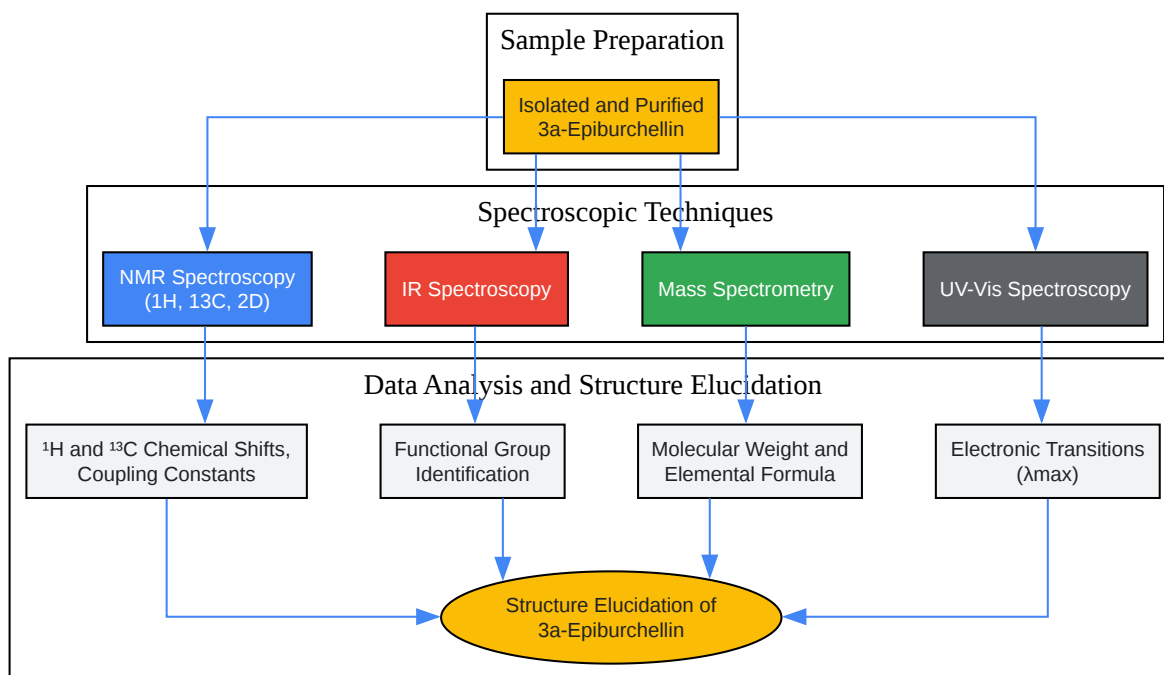 Sample Preparation
Isolated and Purified
3a-Epiburchellin
Spectroscopic Techniques
NMR Spectroscopy
(1H, 13C, 2D)
IR Spectroscopy
Mass Spectrometry
UV-Vis Spectroscopy
Data Analysis and Structure Elucidation
¹H and ¹³C Chemical Shifts,
Coupling Constants
Functional Group
Identification
Molecular Weight and
Elemental Formula
Electronic Transitions
(λmax)
Structure Elucidation of
3a-Epiburchellin